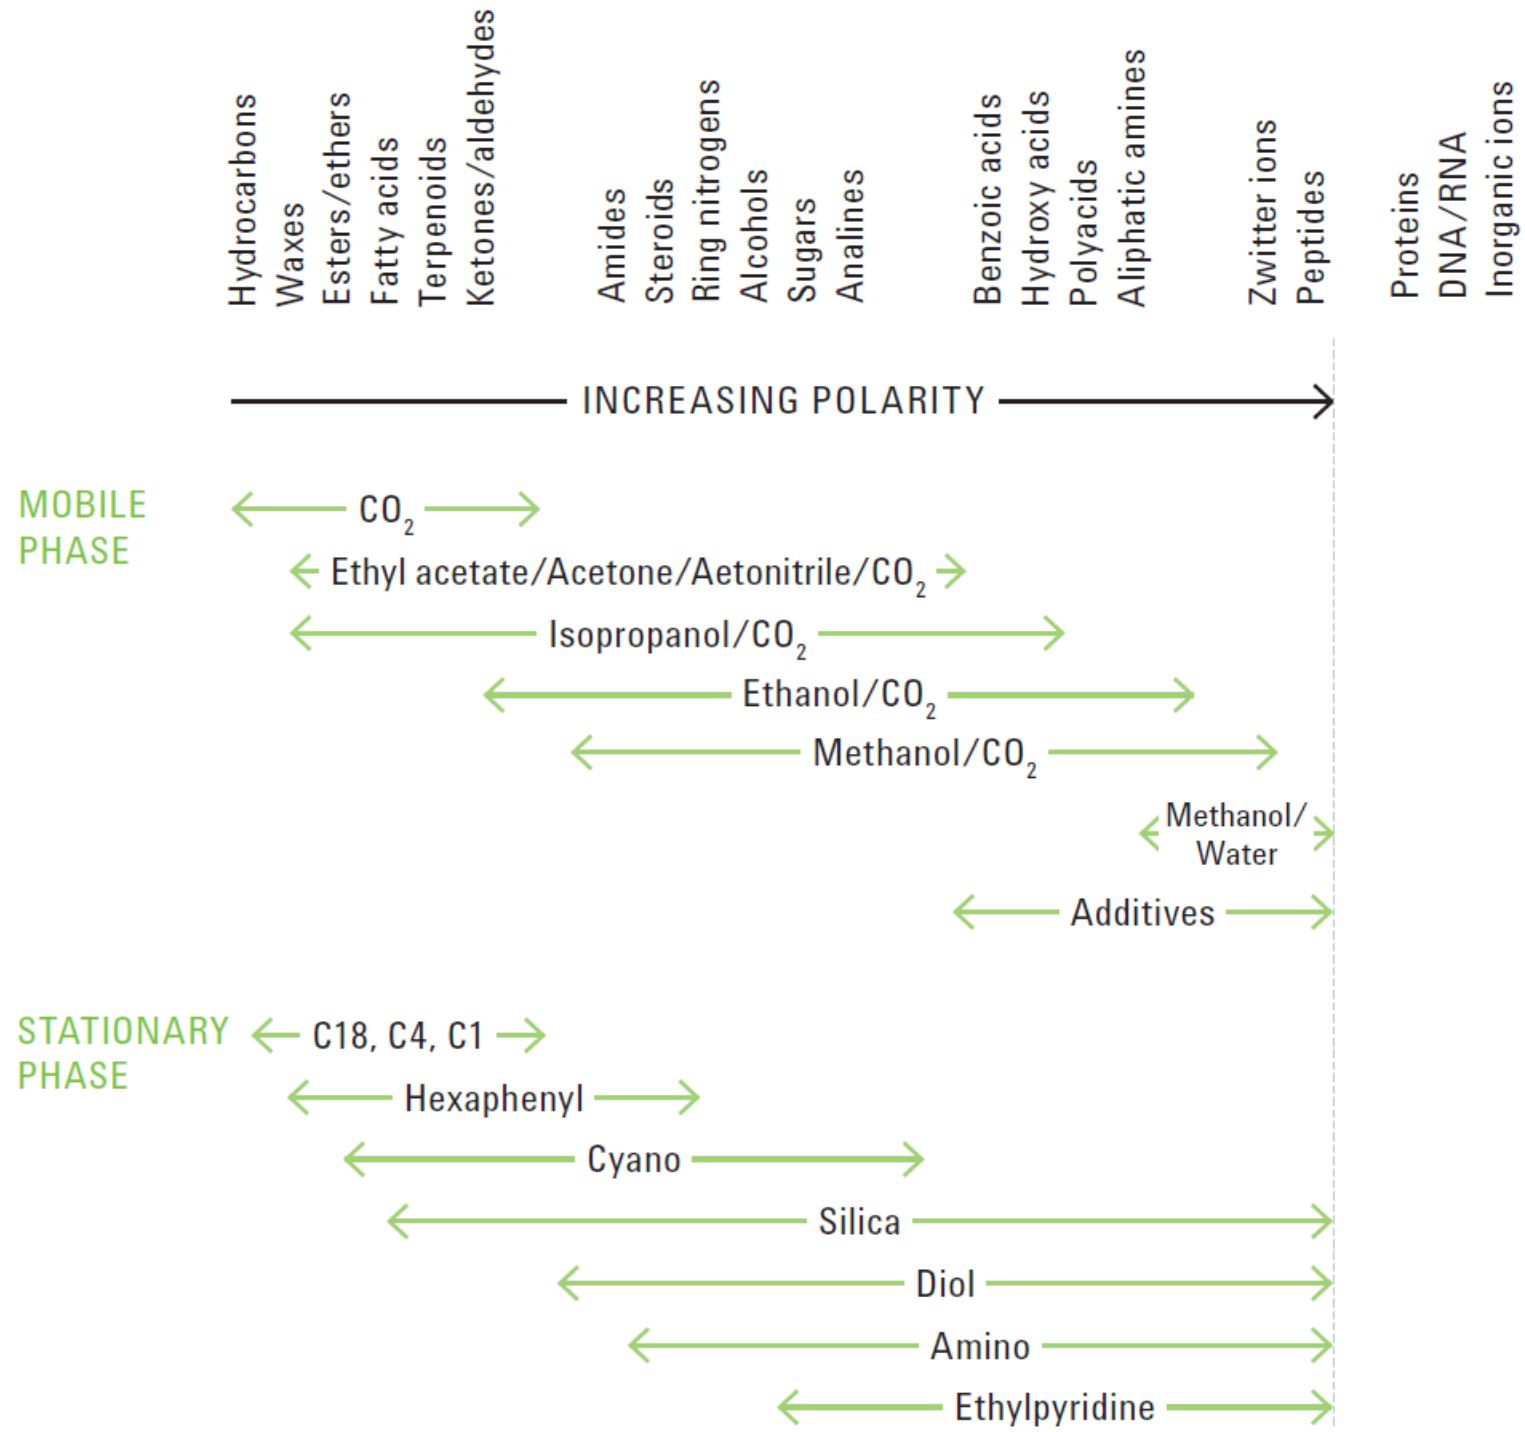 Hydrocarbons
Waxes
Esters/ethers
Fatty acids
Terpenoids
Ketones/aldehydes
Amides
Steroids
Ring nitrogens
Alcohols
Sugars
Analines
Benzoic acids
Hydroxy acids
Polyacids
Aliphatic amines
Zwitter ions
Peptides
Proteins
DNA/RNA
Inorganic ions
INCREASING POLARITY
MOBILE
PHASE
CO₂
Ethyl acetate/Acetone/Aetonitrile/CO₂
Isopropanol/CO₂
Ethanol/CO₂
Methanol/CO₂
Methanol/
Water
Additives
STATIONARY
PHASE
C18, C4, C1
Hexaphenyl
Cyano
Silica
Diol
Amino
Ethylpyridine